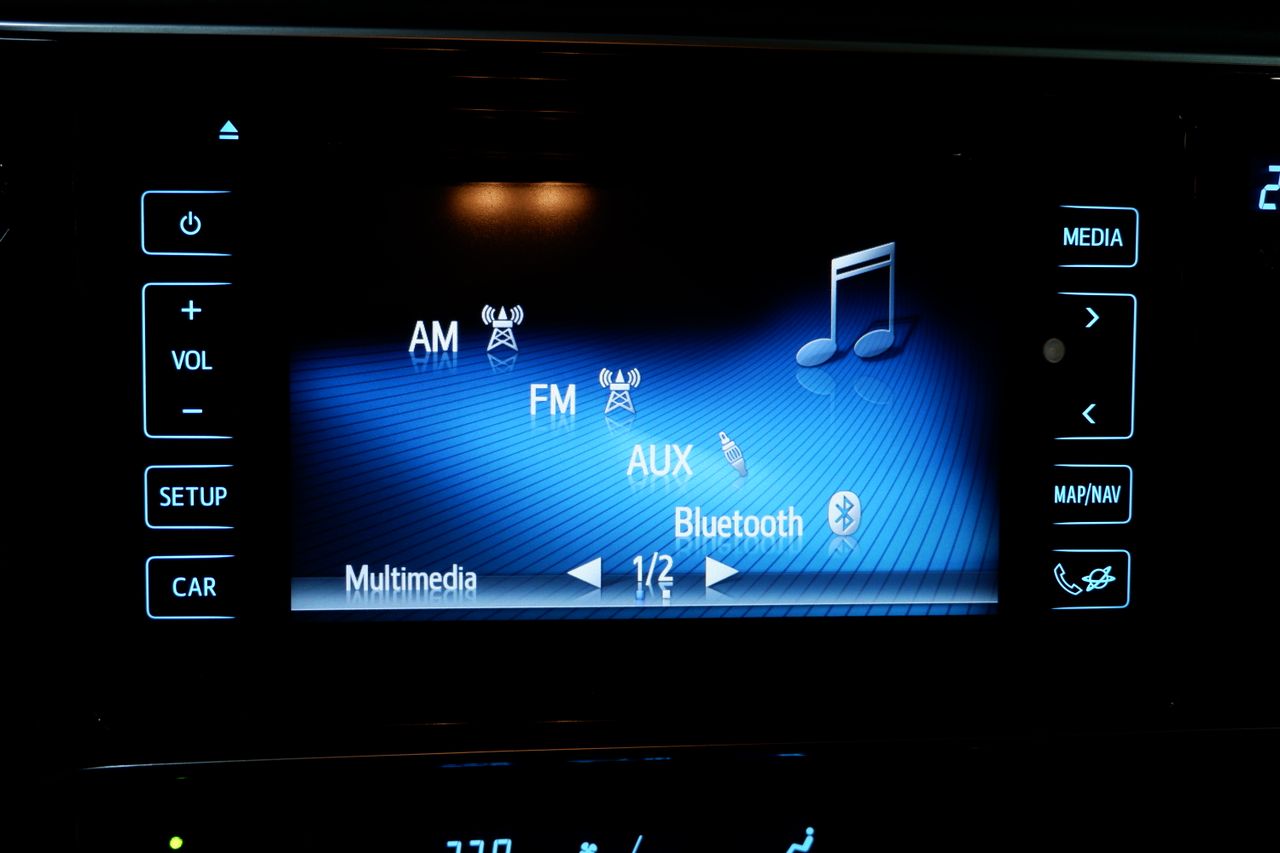 MEDIA
+
VOL
−
SETUP
CAR
AM
FM
AUX
Bluetooth
Multimedia
1/2
>
<
MAP/NAV